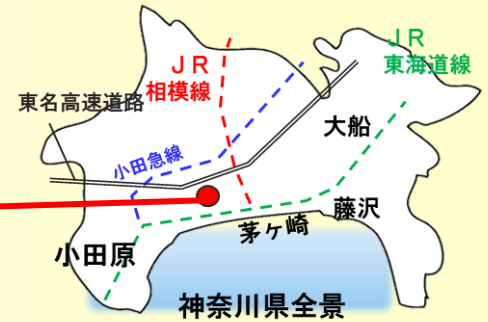 ＪＲ
東海道線
ＪＲ
相模線
東名高速道路
大船
小田急線
藤沢
茅ヶ崎
小田原
神奈川県全景